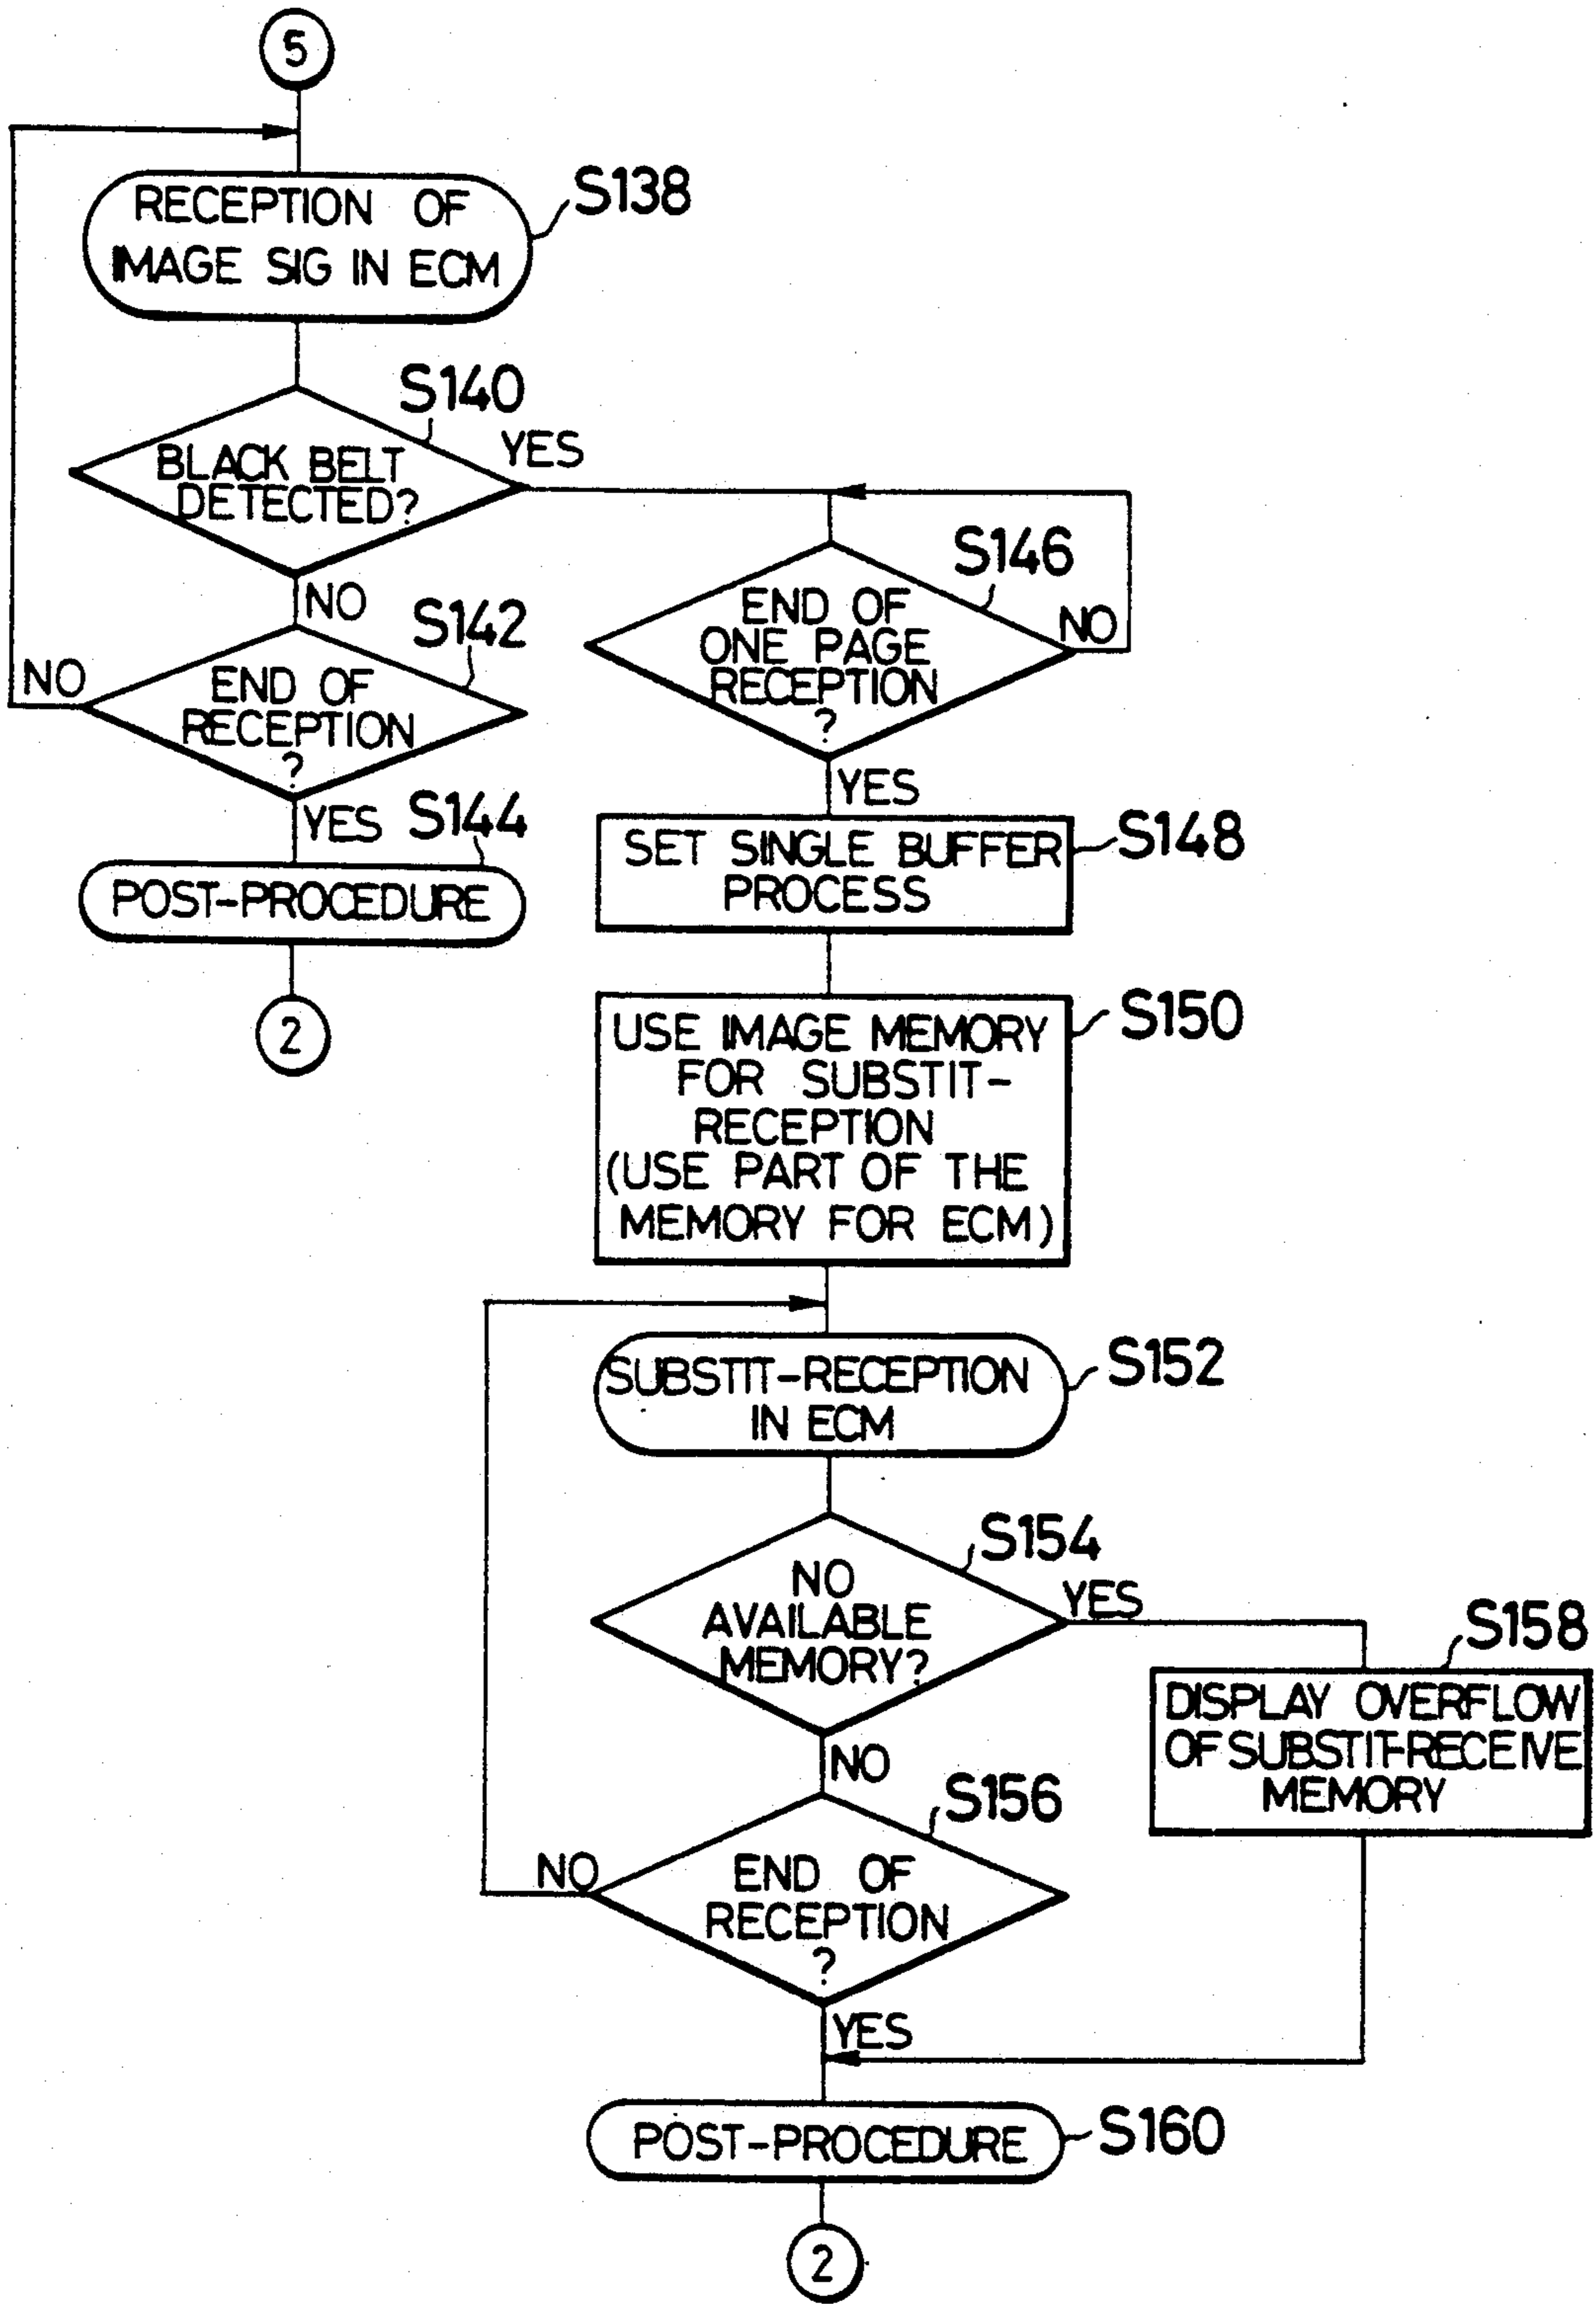 5
RECEPTION OF
IMAGE SIG IN ECM
S138
S140
BLACK BELT
DETECTED?
YES
NO
S142
END OF
RECEPTION
?
NO
YES
S144
POST-PROCEDURE
2
S146
END OF
ONE PAGE
RECEPTION
?
NO
YES
SET SINGLE BUFFER
PROCESS
S148
USE IMAGE MEMORY
FOR SUBSTIT-
RECEPTION
(USE PART OF THE
MEMORY FOR ECM)
S150
SUBSTIT-RECEPTION
IN ECM
S152
S154
NO
AVAILABLE
MEMORY?
YES
S158
DISPLAY OVERFLOW
OF SUBSTIT-RECEIVE
MEMORY
NO
S156
END OF
RECEPTION
?
NO
YES
POST-PROCEDURE
S160
2